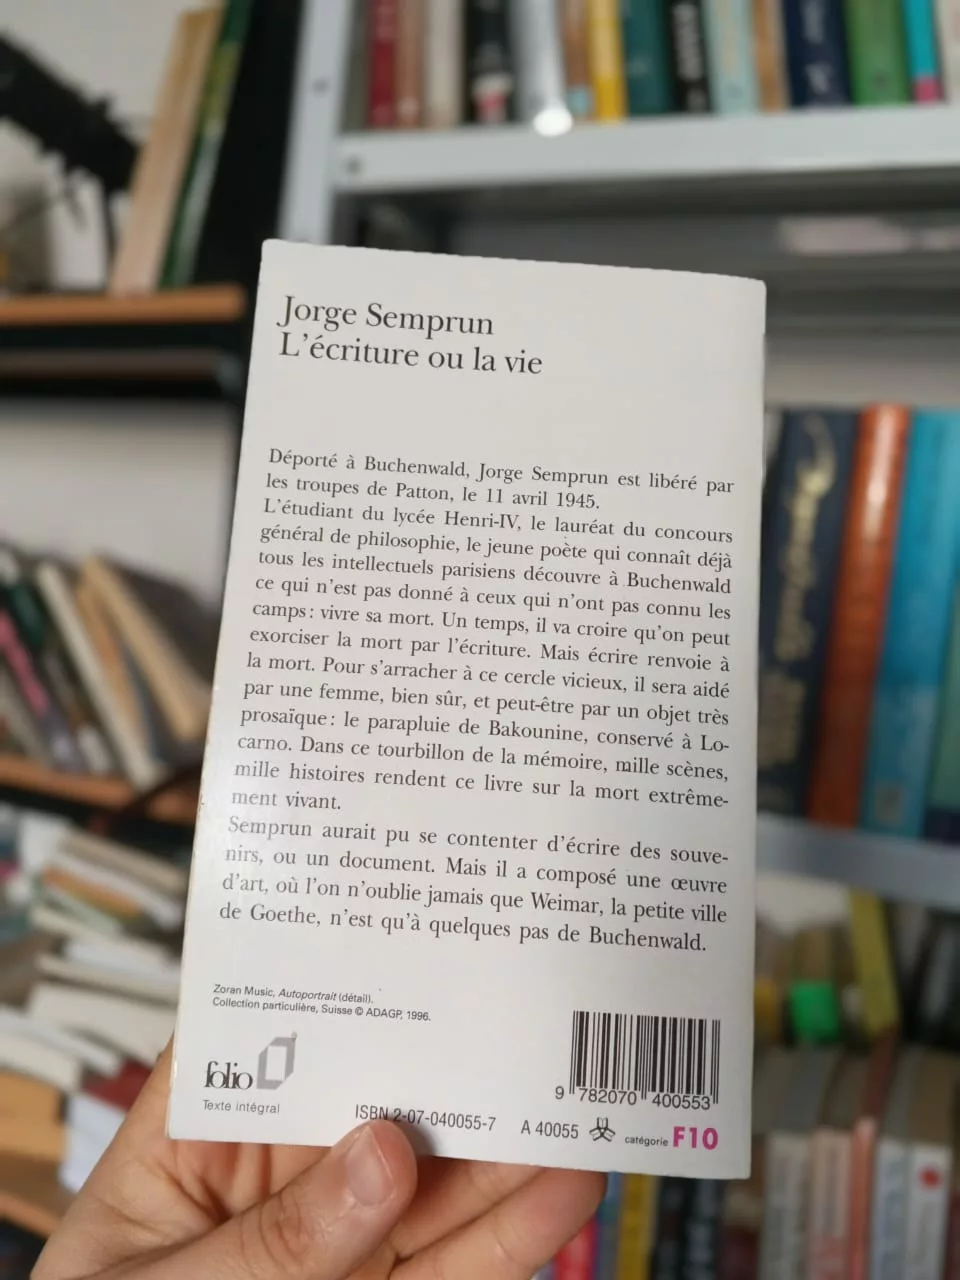 Jorge Semprun
L'écriture ou la vie
Déporté à Buchenwald, Jorge Semprun est libéré par
les troupes de Patton, le 11 avril 1945.
L'étudiant du lycée Henri-IV, le lauréat du concours
général de philosophie, le jeune poète qui connaît déjà
tous les intellectuels parisiens découvre à Buchenwald
ce qui n'est pas donné à ceux qui n'ont pas connu les
camps : vivre sa mort. Un temps, il va croire qu'on peut
exorciser la mort par l'écriture. Mais écrire renvoie à
la mort. Pour s'arracher à ce cercle vicieux, il sera aidé
par une femme, bien sûr, et peut-être par un objet très
prosaïque : le parapluie de Bakounine, conservé à Lo-
carno. Dans ce tourbillon de la mémoire, mille scènes,
mille histoires rendent ce livre sur la mort extrême-
ment vivant.
Semprun aurait pu se contenter d'écrire des souve-
nirs, ou un document. Mais il a composé une œuvre
d'art, où l'on n'oublie jamais que Weimar, la petite ville
de Goethe, n'est qu'à quelques pas de Buchenwald.
Zoran Music, Autoportrait (détail).
Collection particulière, Suisse © ADAGP, 1996.
folio
Texte intégral
9 782070 400553
ISBN 2-07-040055-7 A 40055 catégorie F10